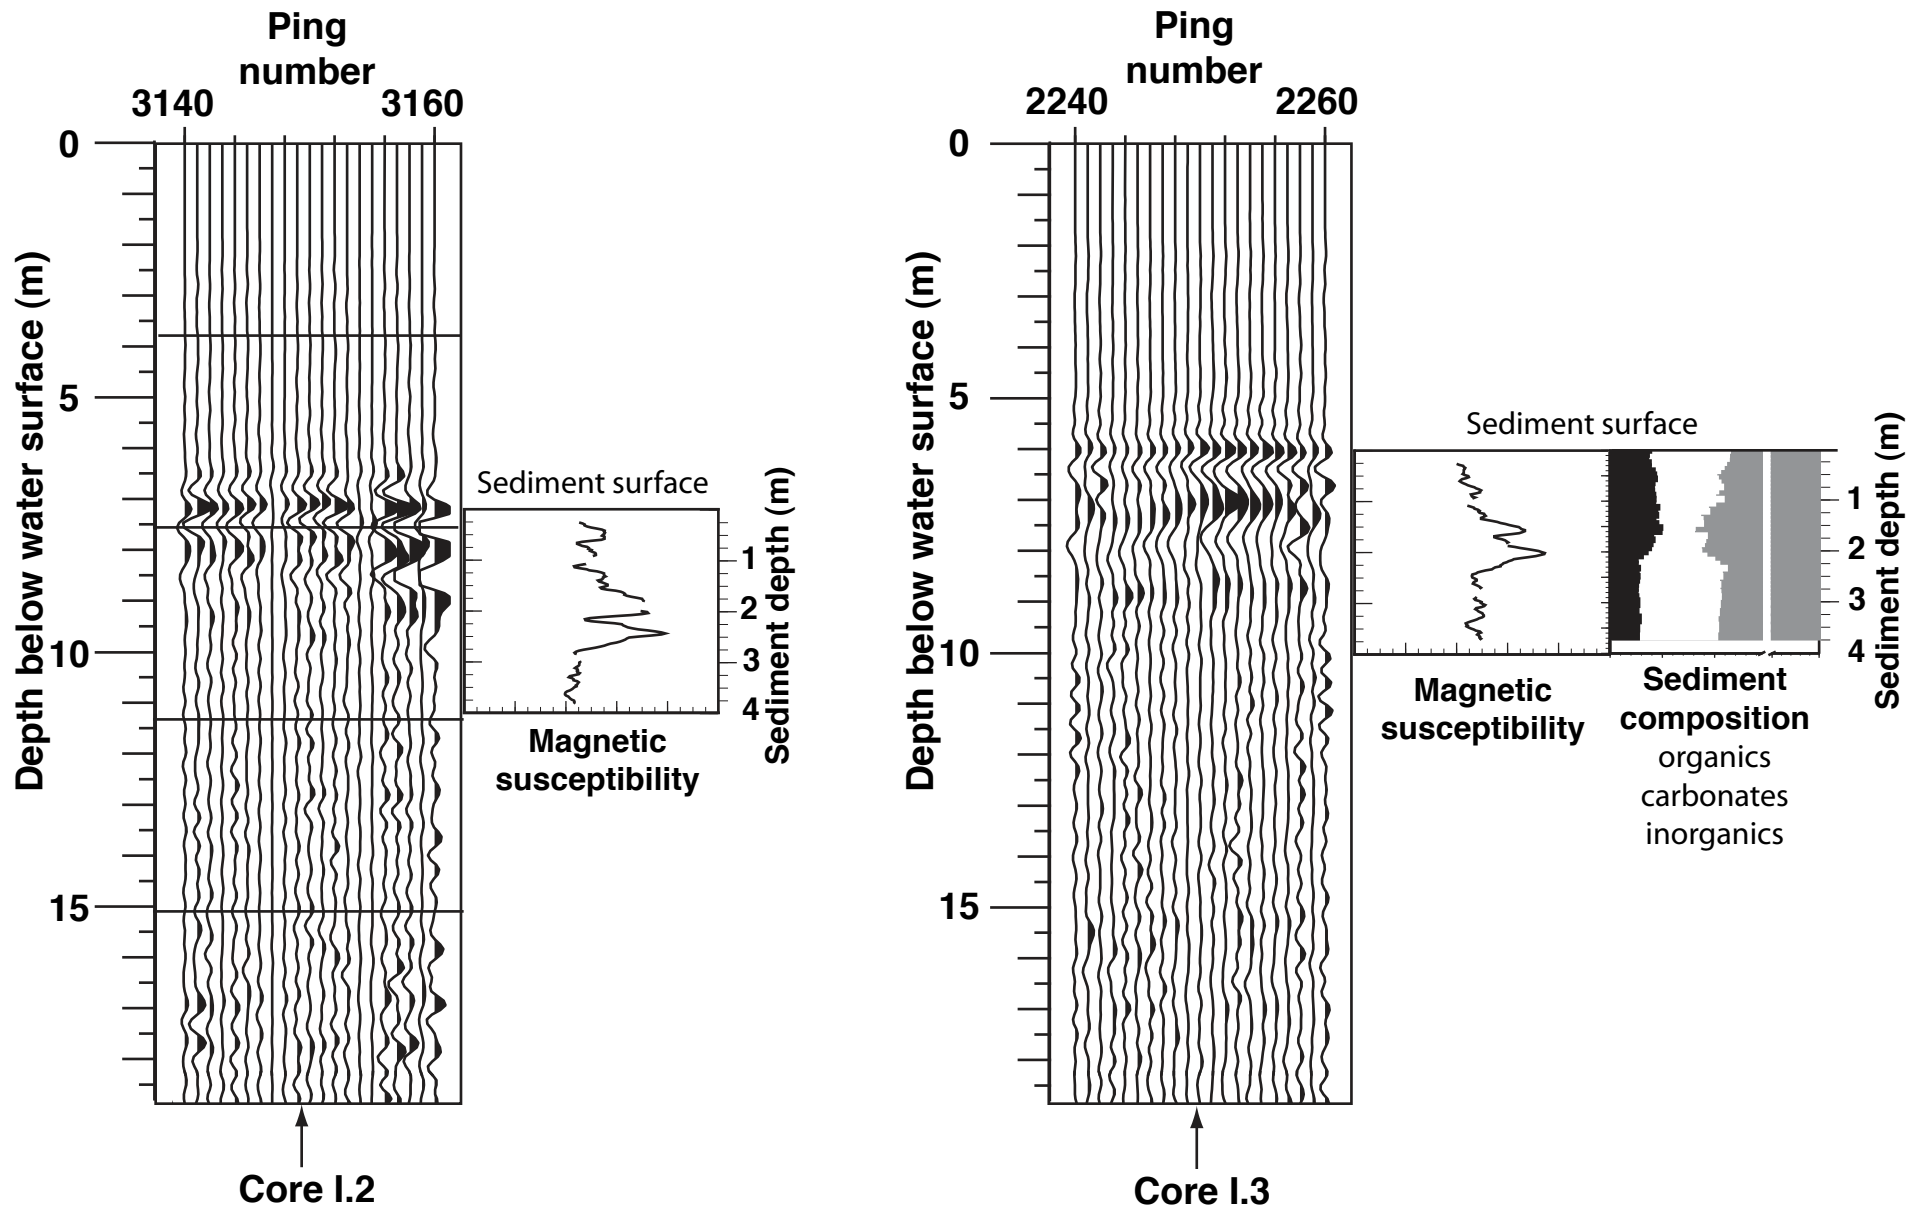 Ping
number
3140 3160
0
5
10
15
Depth below water surface (m)
Sediment surface
1
2
3
4
Sediment depth (m)
Magnetic
susceptibility
Core I.2
Ping
number
2240 2260
0
5
10
15
Depth below water surface (m)
Sediment surface
1
2
3
4
Sediment depth (m)
Magnetic
susceptibility
Sediment
composition
organics
carbonates
inorganics
Core I.3